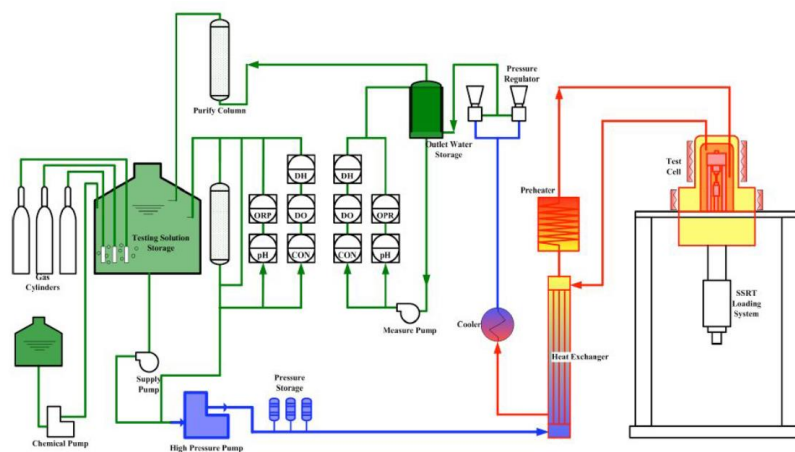 Pressure
Regulator
Purify Column
Outlet Water
Storage
Test
Cell
DH
DH
Preheater
ORP
DO
DO
OPR
Testing Solution
Storage
pH
CON
CON
pH
Gas
Cylinders
SSRT
Loading
System
Measure Pump
Cooler
Heat Exchanger
Supply
Pump
Pressure
Storage
Chemical Pump
High Pressure Pump